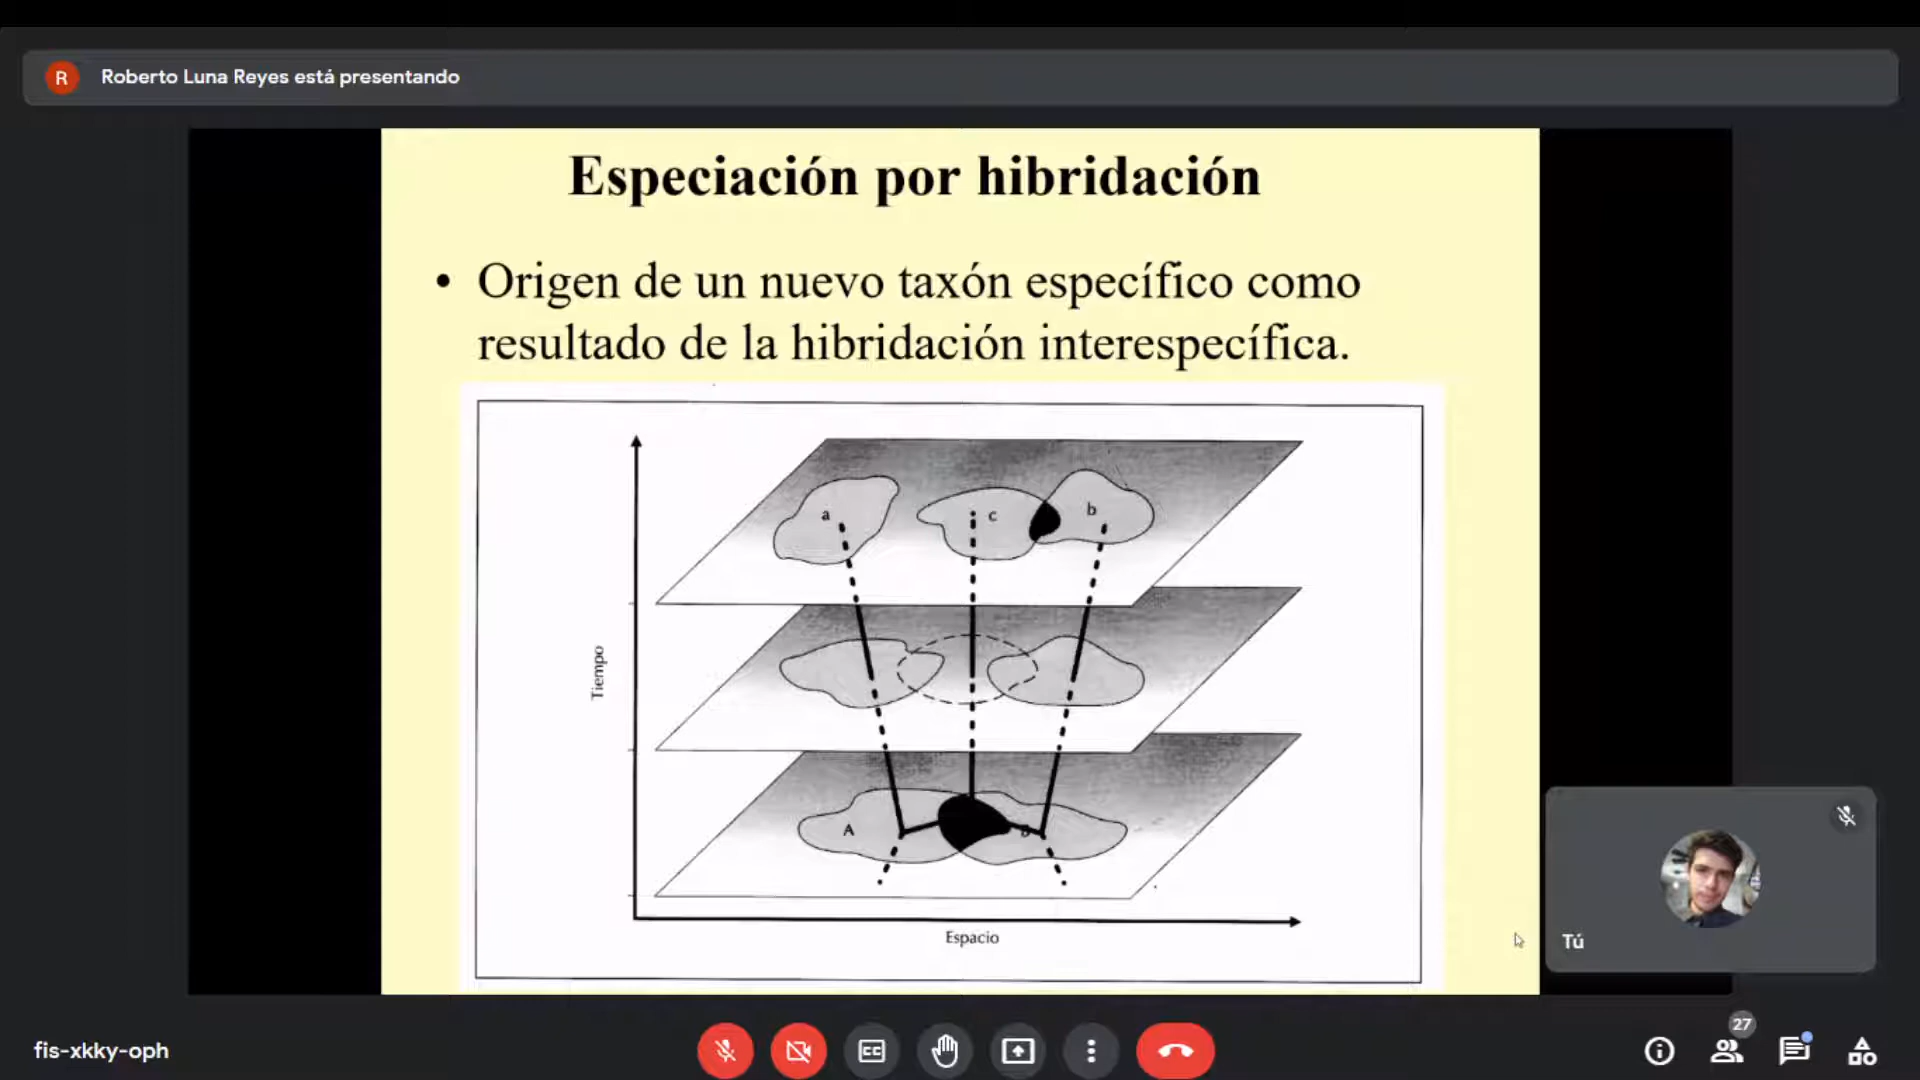 R
Roberto Luna Reyes está presentando
Especiación por hibridación
• Origen de un nuevo taxón específico como
resultado de la hibridación interespecífica.
a
c
b
Tiempo
A
B
Espacio
Tú
fis-xkky-oph
CC
27